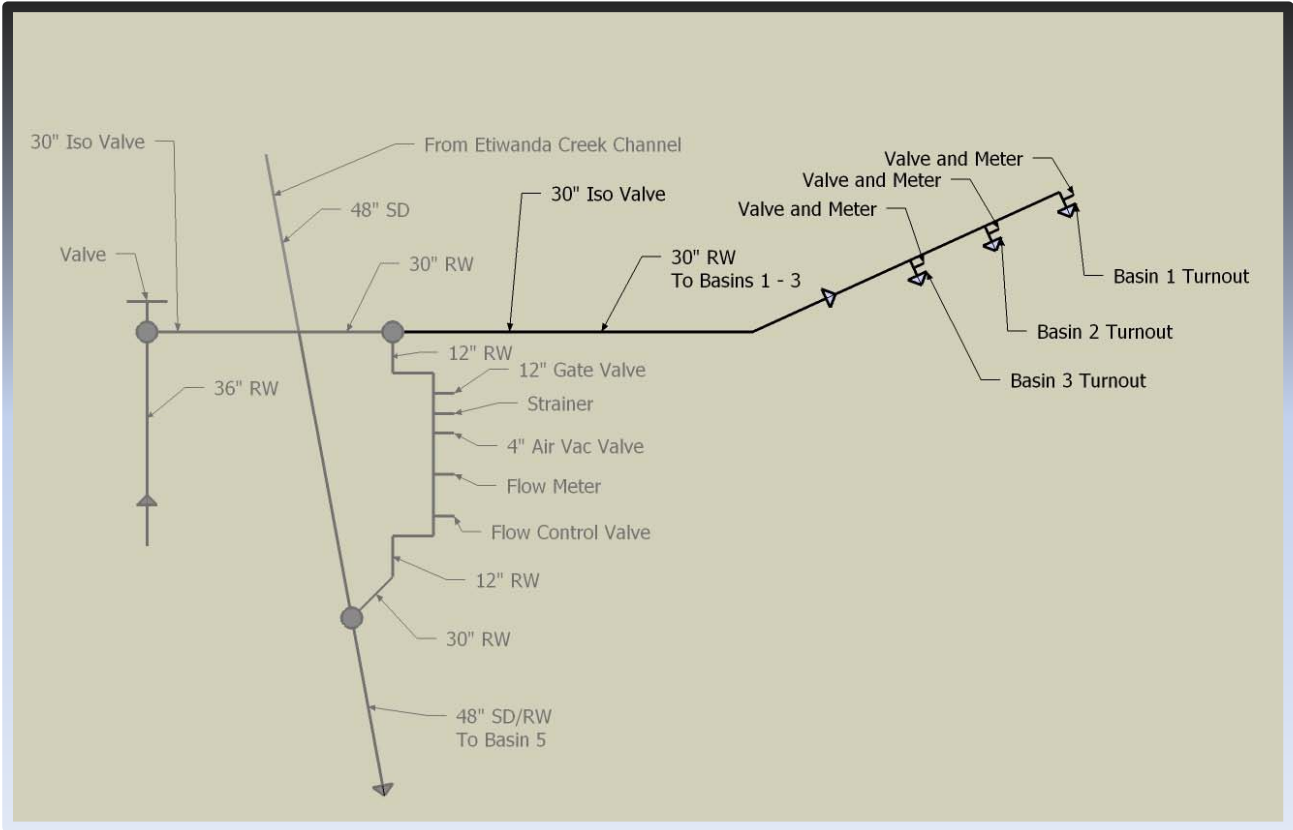 30" Iso Valve
From Etiwanda Creek Channel
Valve and Meter
Valve and Meter
30" Iso Valve
Valve and Meter
48" SD
Valve
30" RW
30" RW
To Basins 1 - 3
Basin 1 Turnout
Basin 2 Turnout
12" RW
12" Gate Valve
Basin 3 Turnout
36" RW
Strainer
4" Air Vac Valve
Flow Meter
Flow Control Valve
12" RW
30" RW
48" SD/RW
To Basin 5